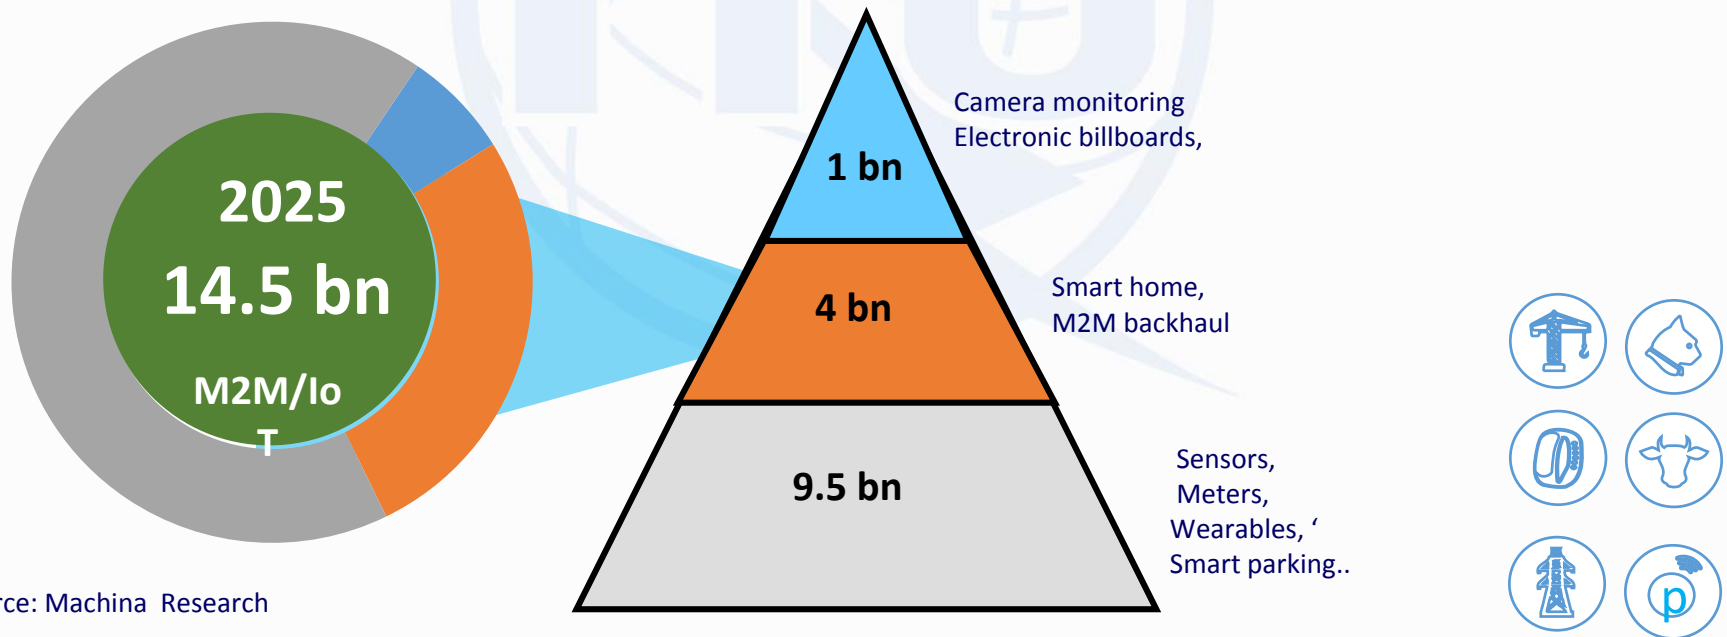 2025
14.5 bn
M2M/Io
T
1 bn
4 bn
9.5 bn
Camera monitoring
Electronic billboards,
Smart home,
M2M backhaul
Sensors,
Meters,
Wearables, ‘
Smart parking..
p
rce: Machina Research